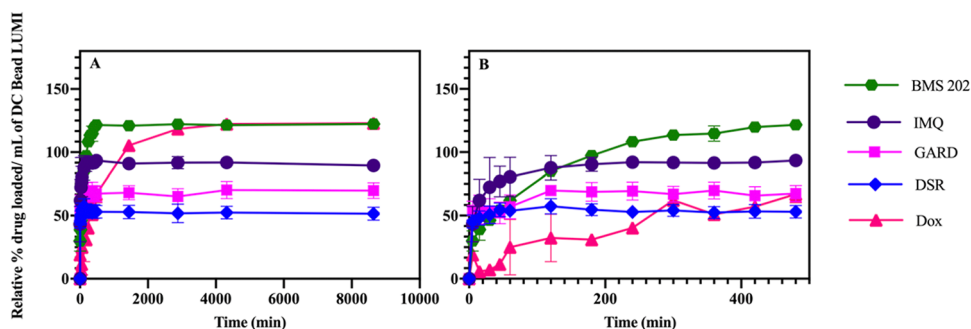 Relative % drug loaded/ mL of DC Bead LUMI
A
150
100
50
0
0
2000
4000
6000
8000
10000
Time (min)
B
150
100
50
0
0
200
400
Time (min)
BMS 202
IMQ
GARD
DSR
Dox